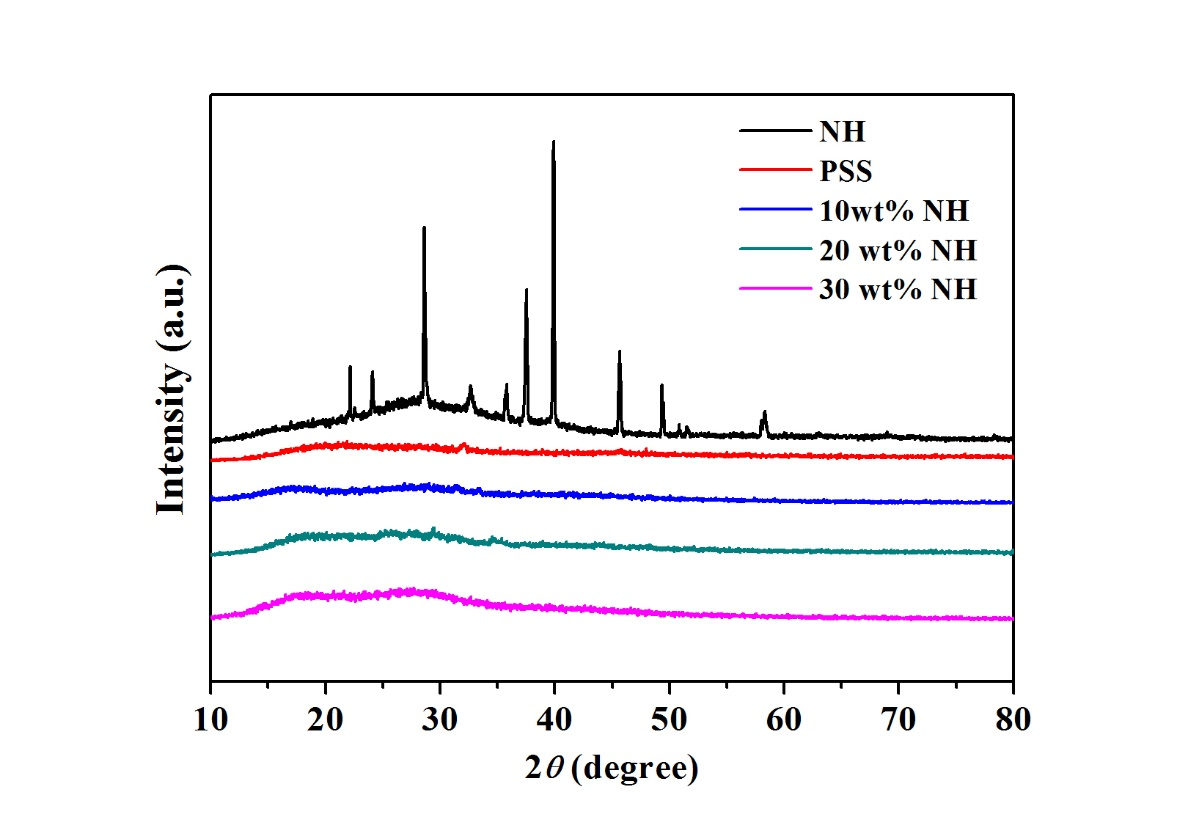 NH
PSS
10wt% NH
20 wt% NH
30 wt% NH
Intensity (a.u.)
10 20 30 40 50 60 70 80
2θ (degree)